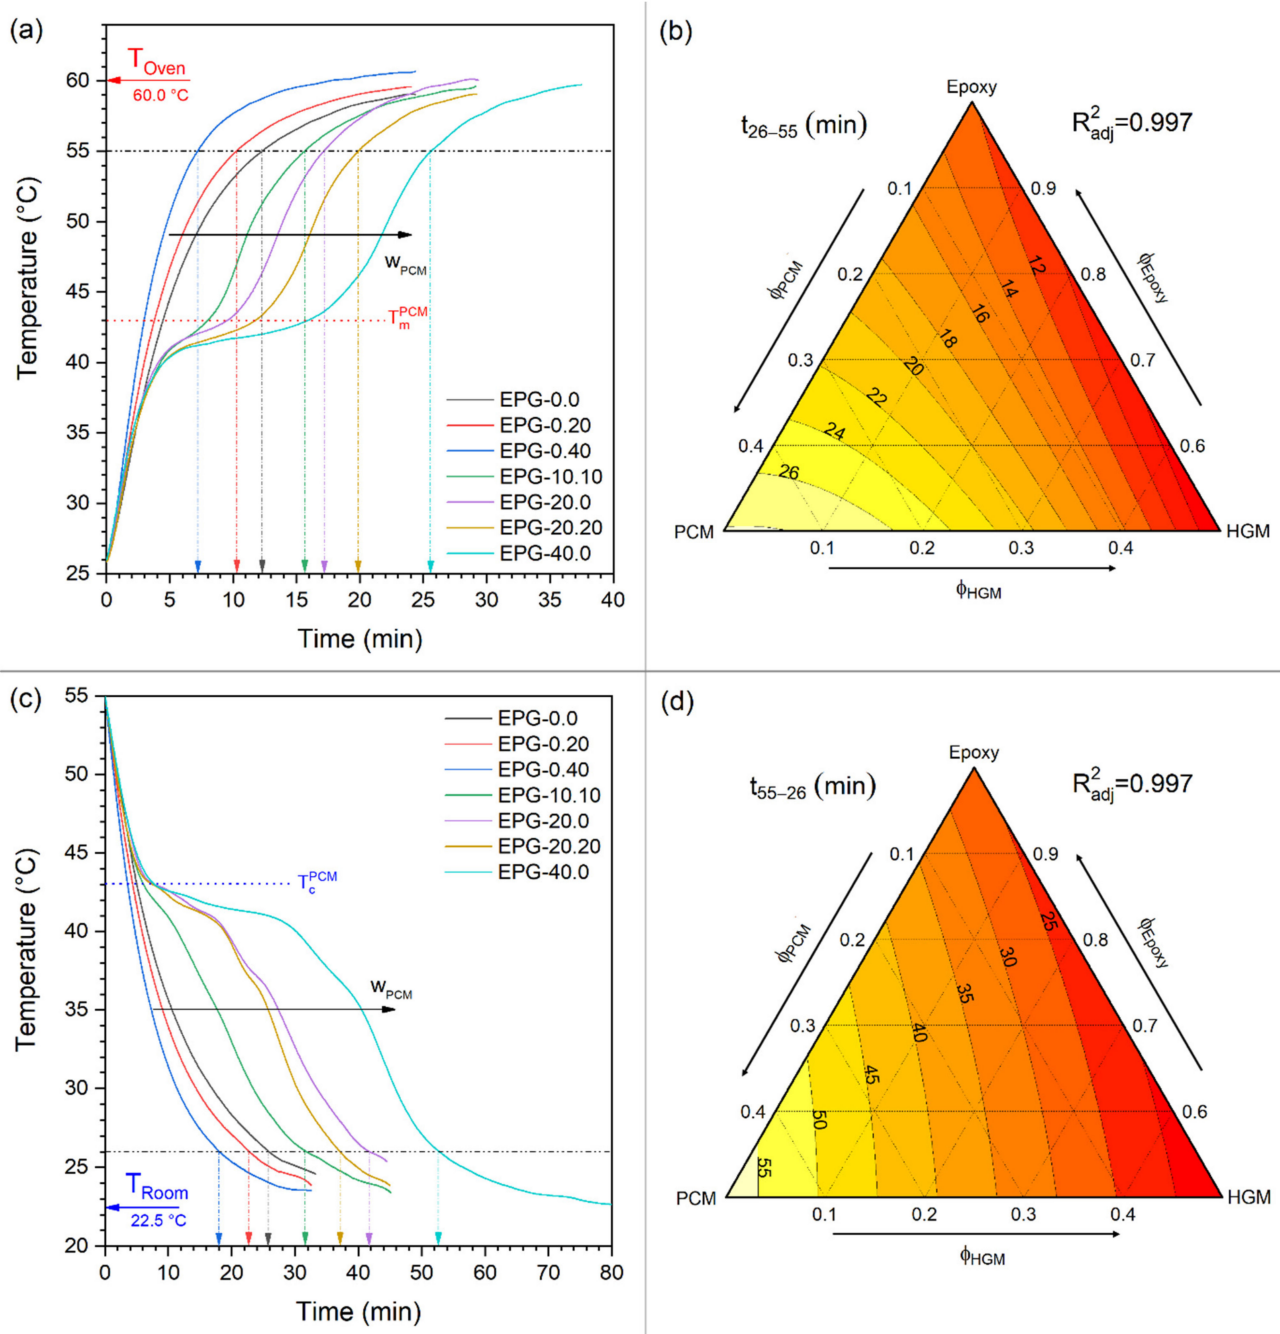 (a)
T_Oven
60.0 °C
60
55
50
45
40
35
30
25
Temperature (°C)
w_PCM
T_m^PCM
EPG-0.0
EPG-0.20
EPG-0.40
EPG-10.10
EPG-20.0
EPG-20.20
EPG-40.0
0 5 10 15 20 25 30 35 40
Time (min)
(b)
Epoxy
t_26–55 (min)
R²_adj=0.997
0.1 0.9
0.2 0.8
0.3 0.7
0.4 0.6
ϕ_PCM
ϕ_Epoxy
12
14
16
18
20
22
24
26
PCM
HGM
0.1 0.2 0.3 0.4
ϕ_HGM
(c)
55
50
45
40
35
30
25
20
Temperature (°C)
EPG-0.0
EPG-0.20
EPG-0.40
EPG-10.10
EPG-20.0
EPG-20.20
EPG-40.0
T_c^PCM
w_PCM
T_Room
22.5 °C
0 10 20 30 40 50 60 70 80
Time (min)
(d)
Epoxy
t_55–26 (min)
R²_adj=0.997
0.1 0.9
0.2 0.8
0.3 0.7
0.4 0.6
ϕ_PCM
ϕ_Epoxy
25
30
35
40
45
50
55
PCM
HGM
0.1 0.2 0.3 0.4
ϕ_HGM